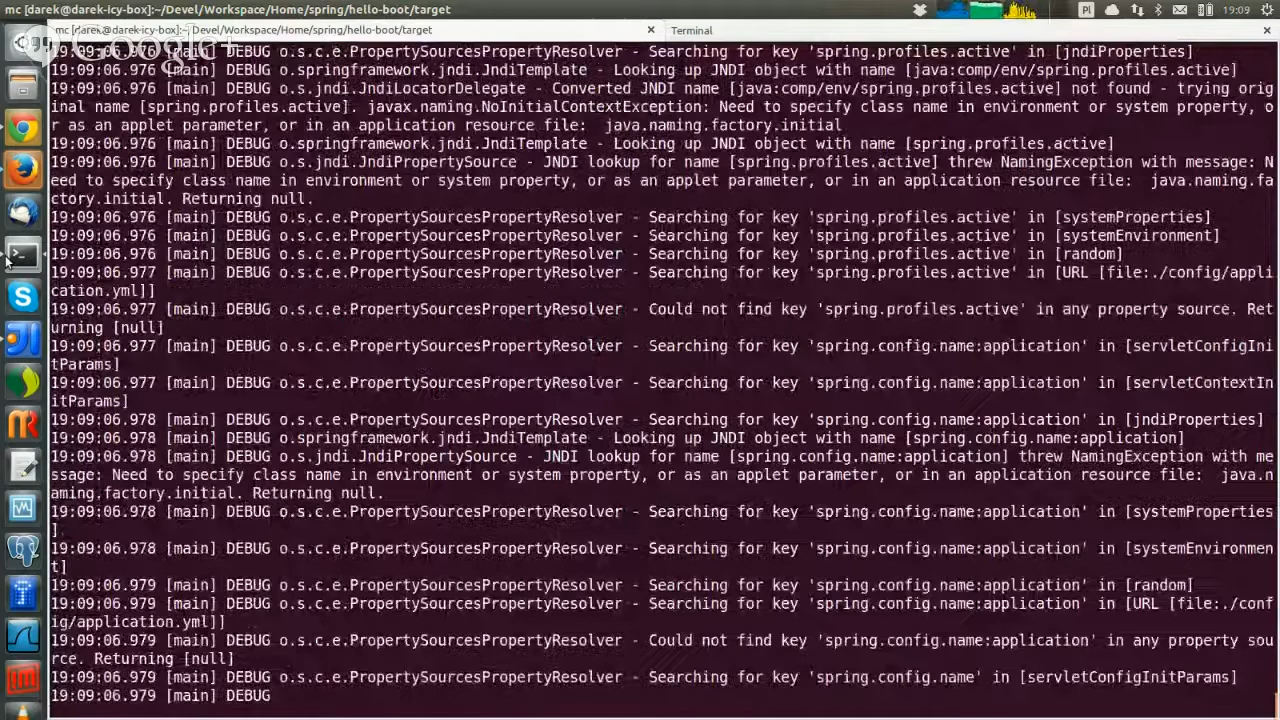 mc [darek@darek-icy-box]:~/Devel/Workspace/Home/spring/hello-boot/target
Pl
19:09
mc [darek@darek-icy-box]:~/Devel/Workspace/Home/spring/hello-boot/target
Terminal
Google+
19:09:06.976 [main] DEBUG o.s.c.e.PropertySourcesPropertyResolver - Searching for key 'spring.profiles.active' in [jndiProperties]
19:09:06.976 [main] DEBUG o.springframework.jndi.JndiTemplate - Looking up JNDI object with name [java:comp/env/spring.profiles.active]
19:09:06.976 [main] DEBUG o.s.jndi.JndiLocatorDelegate - Converted JNDI name [java:comp/env/spring.profiles.active] not found - trying orig
inal name [spring.profiles.active]. javax.naming.NoInitialContextException: Need to specify class name in environment or system property, o
r as an applet parameter, or in an application resource file:  java.naming.factory.initial
19:09:06.976 [main] DEBUG o.springframework.jndi.JndiTemplate - Looking up JNDI object with name [spring.profiles.active]
19:09:06.976 [main] DEBUG o.s.jndi.JndiPropertySource - JNDI lookup for name [spring.profiles.active] threw NamingException with message: N
eed to specify class name in environment or system property, or as an applet parameter, or in an application resource file:  java.naming.fa
ctory.initial. Returning null.
19:09:06.976 [main] DEBUG o.s.c.e.PropertySourcesPropertyResolver - Searching for key 'spring.profiles.active' in [systemProperties]
19:09:06.976 [main] DEBUG o.s.c.e.PropertySourcesPropertyResolver - Searching for key 'spring.profiles.active' in [systemEnvironment]
19:09:06.976 [main] DEBUG o.s.c.e.PropertySourcesPropertyResolver - Searching for key 'spring.profiles.active' in [random]
19:09:06.977 [main] DEBUG o.s.c.e.PropertySourcesPropertyResolver - Searching for key 'spring.profiles.active' in [URL [file:./config/appli
cation.yml]]
19:09:06.977 [main] DEBUG o.s.c.e.PropertySourcesPropertyResolver - Could not find key 'spring.profiles.active' in any property source. Ret
urning [null]
19:09:06.977 [main] DEBUG o.s.c.e.PropertySourcesPropertyResolver - Searching for key 'spring.config.name:application' in [servletConfigIni
tParams]
19:09:06.977 [main] DEBUG o.s.c.e.PropertySourcesPropertyResolver - Searching for key 'spring.config.name:application' in [servletContextIn
itParams]
19:09:06.978 [main] DEBUG o.s.c.e.PropertySourcesPropertyResolver - Searching for key 'spring.config.name:application' in [jndiProperties]
19:09:06.978 [main] DEBUG o.springframework.jndi.JndiTemplate - Looking up JNDI object with name [spring.config.name:application]
19:09:06.978 [main] DEBUG o.s.jndi.JndiPropertySource - JNDI lookup for name [spring.config.name:application] threw NamingException with me
ssage: Need to specify class name in environment or system property, or as an applet parameter, or in an application resource file:  java.n
aming.factory.initial. Returning null.
19:09:06.978 [main] DEBUG o.s.c.e.PropertySourcesPropertyResolver - Searching for key 'spring.config.name:application' in [systemProperties
]
19:09:06.978 [main] DEBUG o.s.c.e.PropertySourcesPropertyResolver - Searching for key 'spring.config.name:application' in [systemEnvironmen
t]
19:09:06.979 [main] DEBUG o.s.c.e.PropertySourcesPropertyResolver - Searching for key 'spring.config.name:application' in [random]
19:09:06.979 [main] DEBUG o.s.c.e.PropertySourcesPropertyResolver - Searching for key 'spring.config.name:application' in [URL [file:./conf
ig/application.yml]]
19:09:06.979 [main] DEBUG o.s.c.e.PropertySourcesPropertyResolver - Could not find key 'spring.config.name:application' in any property sou
rce. Returning [null]
19:09:06.979 [main] DEBUG o.s.c.e.PropertySourcesPropertyResolver - Searching for key 'spring.config.name' in [servletConfigInitParams]
19:09:06.979 [main] DEBUG